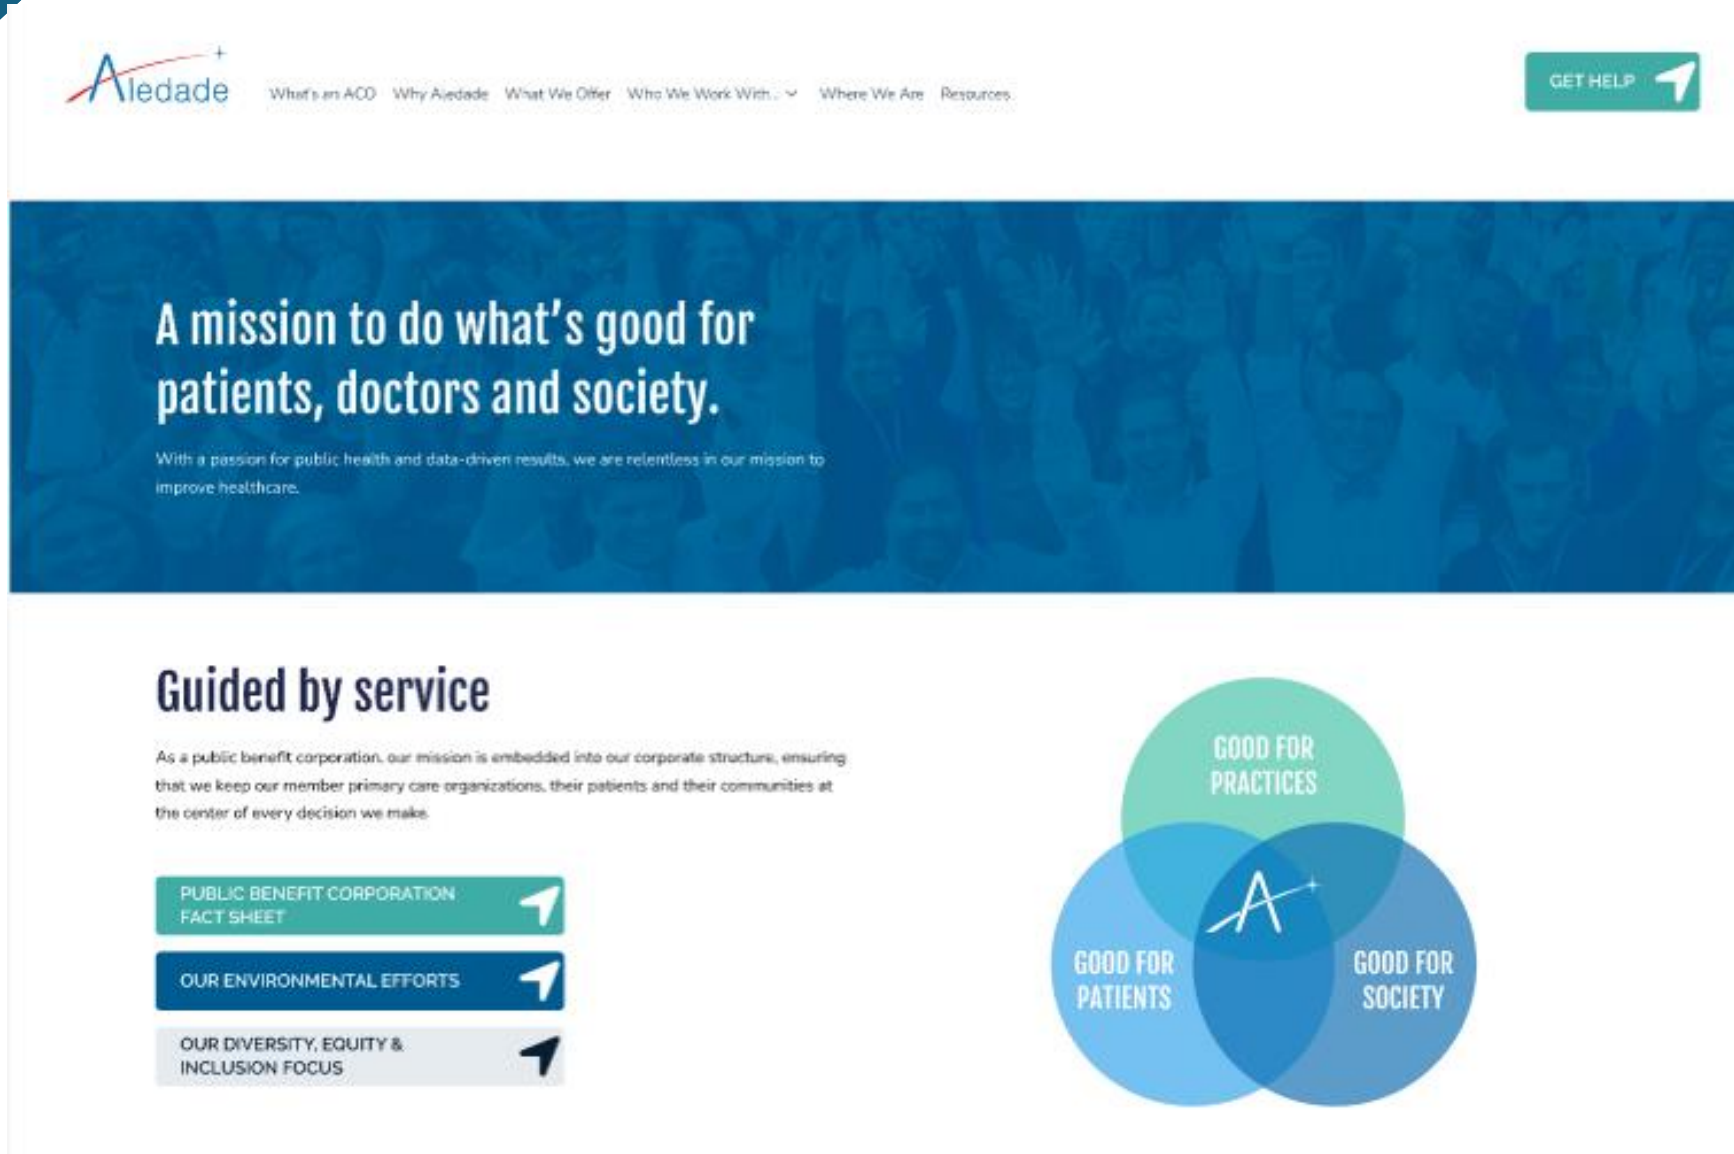 Aledade
What's an ACO Why Aledade What We Offer Who We Work With... Where We Are Resources
GET HELP
A mission to do what's good for
patients, doctors and society.
With a passion for public health and data-driven results, we are relentless in our mission to
improve healthcare.
Guided by service
As a public benefit corporation, our mission is embedded into our corporate structure, ensuring
that we keep our member primary care organizations, their patients and their communities at
the center of every decision we make.
PUBLIC BENEFIT CORPORATION
FACT SHEET
OUR ENVIRONMENTAL EFFORTS
OUR DIVERSITY, EQUITY &
INCLUSION FOCUS
GOOD FOR
PRACTICES
A
GOOD FOR
PATIENTS
GOOD FOR
SOCIETY